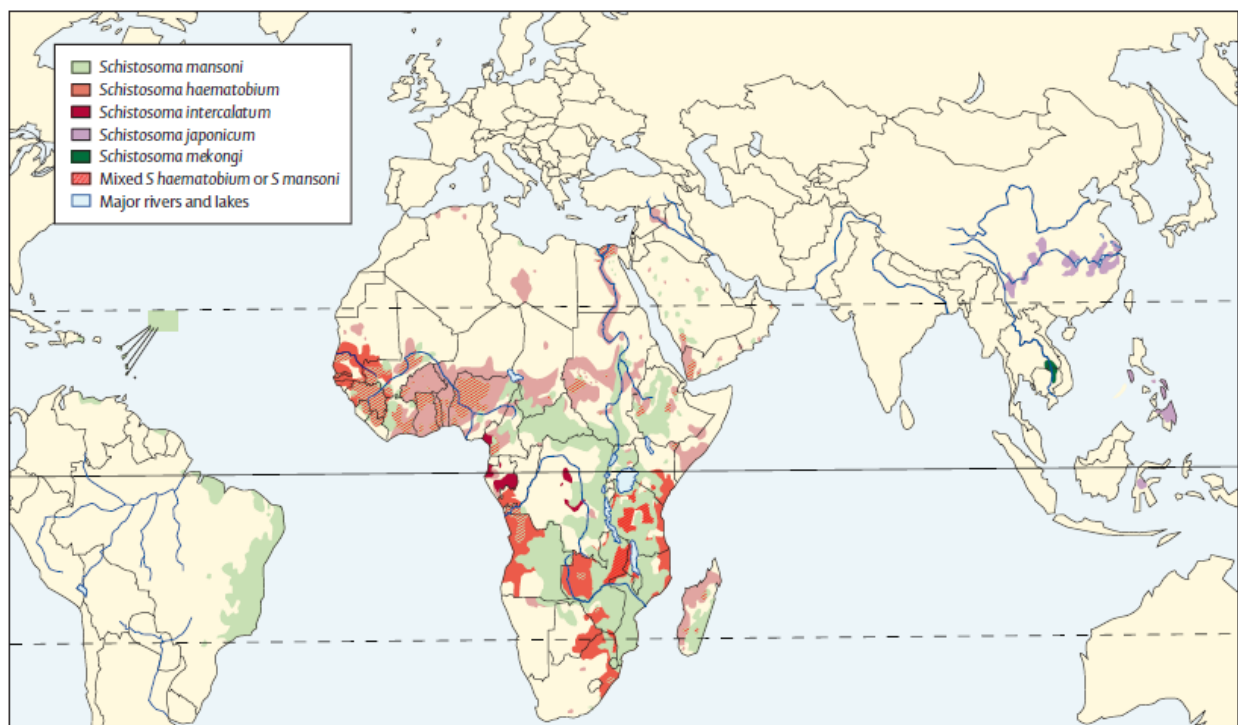 Schistosoma mansoni
Schistosoma haematobium
Schistosoma intercalatum
Schistosoma japonicum
Schistosoma mekongi
Mixed S haematobium or S mansoni
Major rivers and lakes